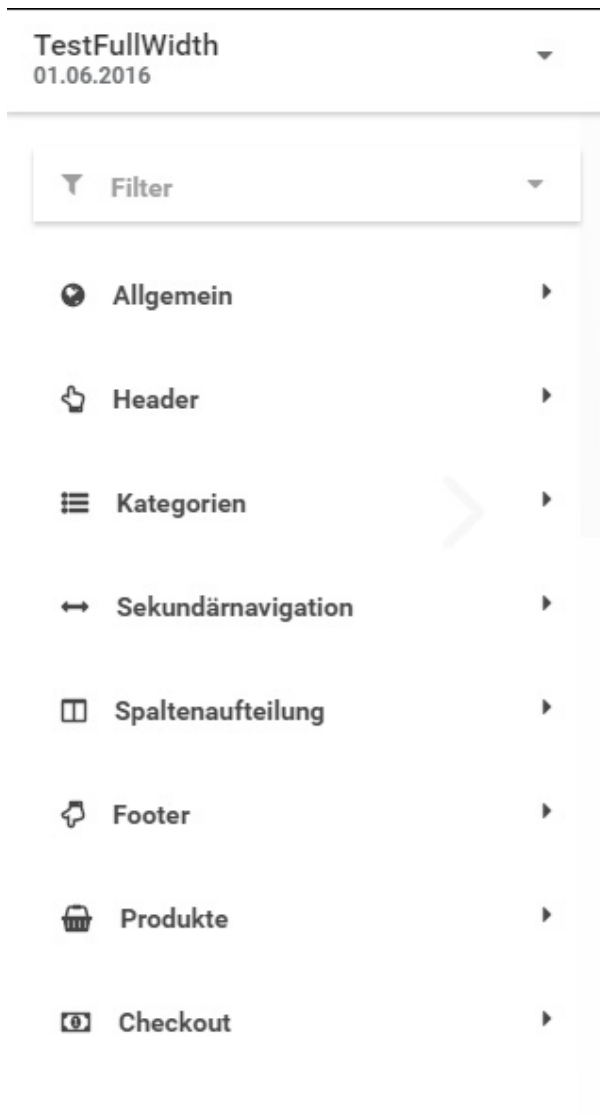 TestFullWidth
01.06.2016
Filter
Allgemein
Header
Kategorien
Sekundärnavigation
Spaltenaufteilung
Footer
Produkte
Checkout